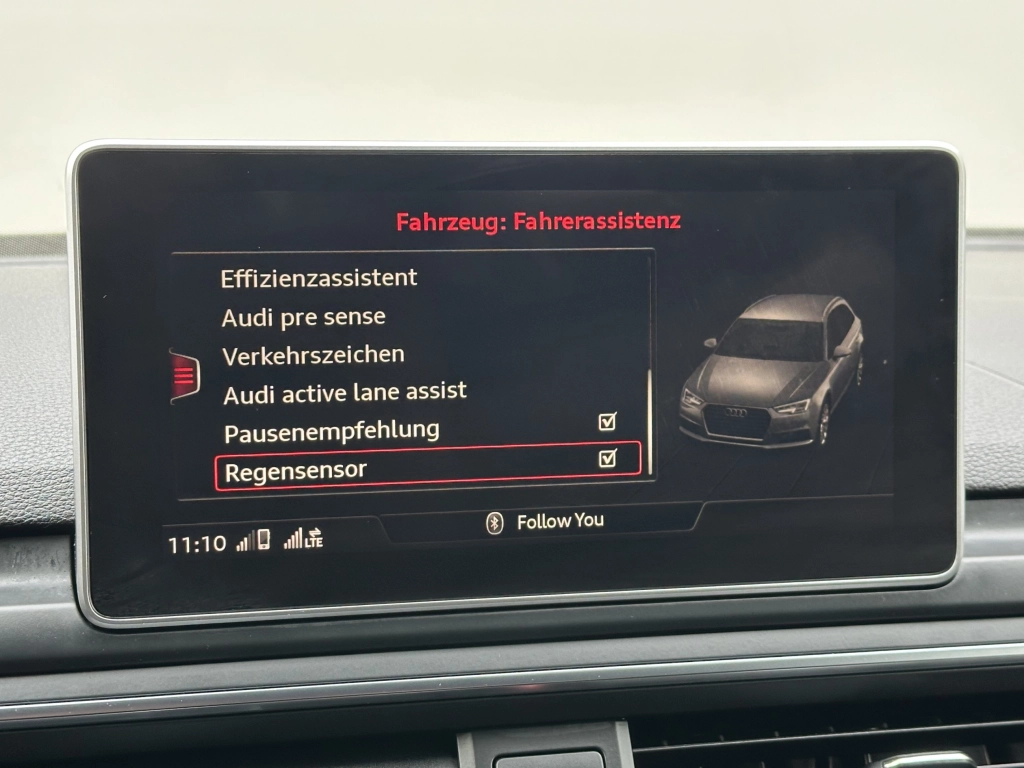 Fahrzeug: Fahrerassistenz
Effizienzassistent
Audi pre sense
Verkehrszeichen
Audi active lane assist
Pausenempfehlung
Regensensor
Follow You
11:10 LTE